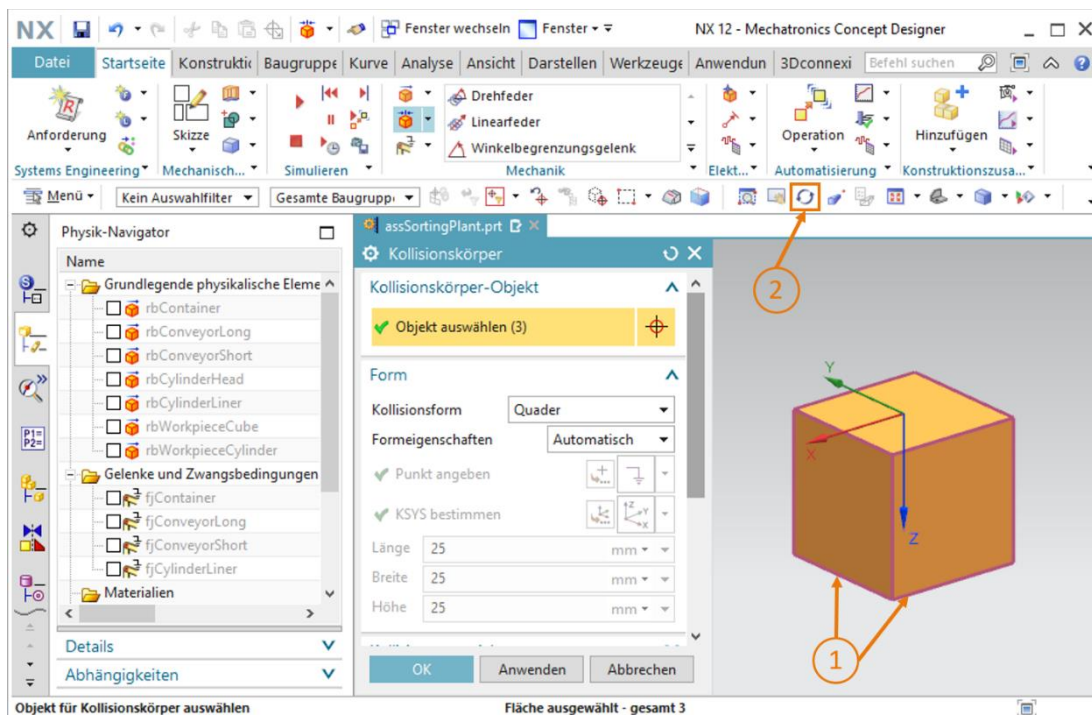 NX
Fenster wechseln Fenster
NX 12 - Mechatronics Concept Designer
Datei Startseite Konstruktic Baugruppe Kurve Analyse Ansicht Darstellen Werkzeuge Anwendun 3Dconnexi Befehl suchen
Anforderung
Skizze
Drehfeder
Linearfeder
Winkelbegrenzungsgelenk
Operation
Hinzufügen
Systems Engineering Mechanisch... Simulieren Mechanik Elekt... Automatisierung Konstruktionszusa...
Menü Kein Auswahlfilter Gesamte Baugrupp
Physik-Navigator
Name
Grundlegende physikalische Eleme
rbContainer
rbConveyorLong
rbConveyorShort
rbCylinderHead
rbCylinderLiner
rbWorkpieceCube
rbWorkpieceCylinder
Gelenke und Zwangsbedingungen
fjContainer
fjConveyorLong
fjConveyorShort
fjCylinderLiner
Materialien
Details
Abhängigkeiten
P1=
P2=
assSortingPlant.prt
Kollisionskörper
Kollisionskörper-Objekt
Objekt auswählen (3)
Form
Kollisionsform Quader
Formeigenschaften Automatisch
Punkt angeben
KSYS bestimmen
Länge 25 mm
Breite 25 mm
Höhe 25 mm
OK Anwenden Abbrechen
2
Y
X
Z
1
Objekt für Kollisionskörper auswählen Fläche ausgewählt - gesamt 3